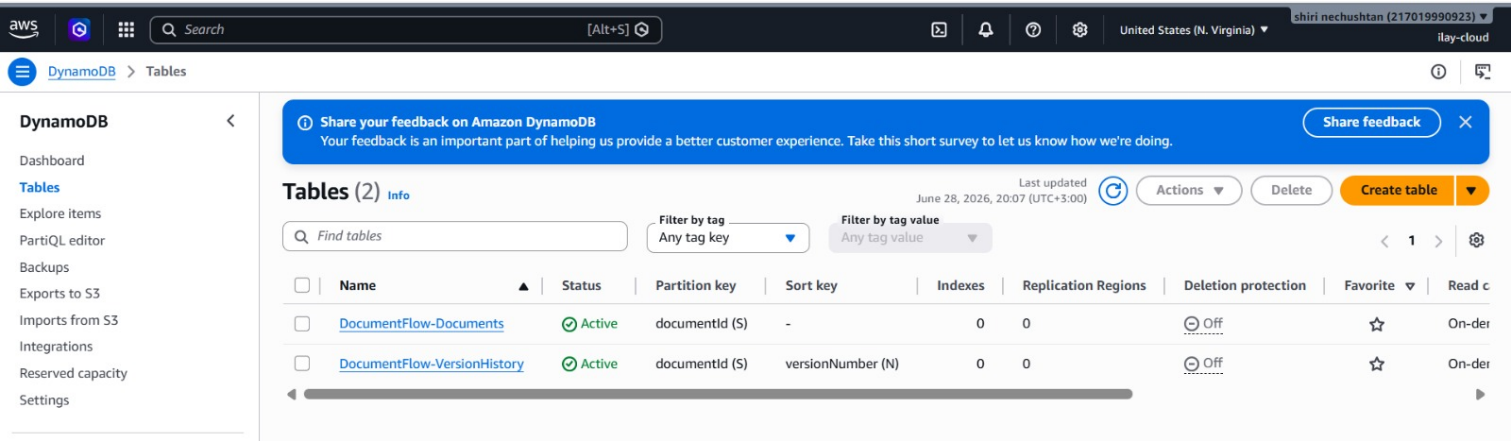 aws
Search [Alt+S]
United States (N. Virginia) ▼
shiri nechushtan (217019990923) ▼
ilay-cloud
DynamoDB > Tables
DynamoDB
Dashboard
Tables
Explore items
PartiQL editor
Backups
Exports to S3
Imports from S3
Integrations
Reserved capacity
Settings
Share your feedback on Amazon DynamoDB
Your feedback is an important part of helping us provide a better customer experience. Take this short survey to let us know how we're doing.
Share feedback
Tables (2) Info
Last updated
June 28, 2026, 20:07 (UTC+3:00)
Actions ▼
Delete
Create table
Find tables
Filter by tag
Any tag key
Filter by tag value
Any tag value
< 1 >
Name Status Partition key Sort key Indexes Replication Regions Deletion protection Favorite Read c
DocumentFlow-Documents Active documentId (S) - 0 0 Off On-der
DocumentFlow-VersionHistory Active documentId (S) versionNumber (N) 0 0 Off On-der